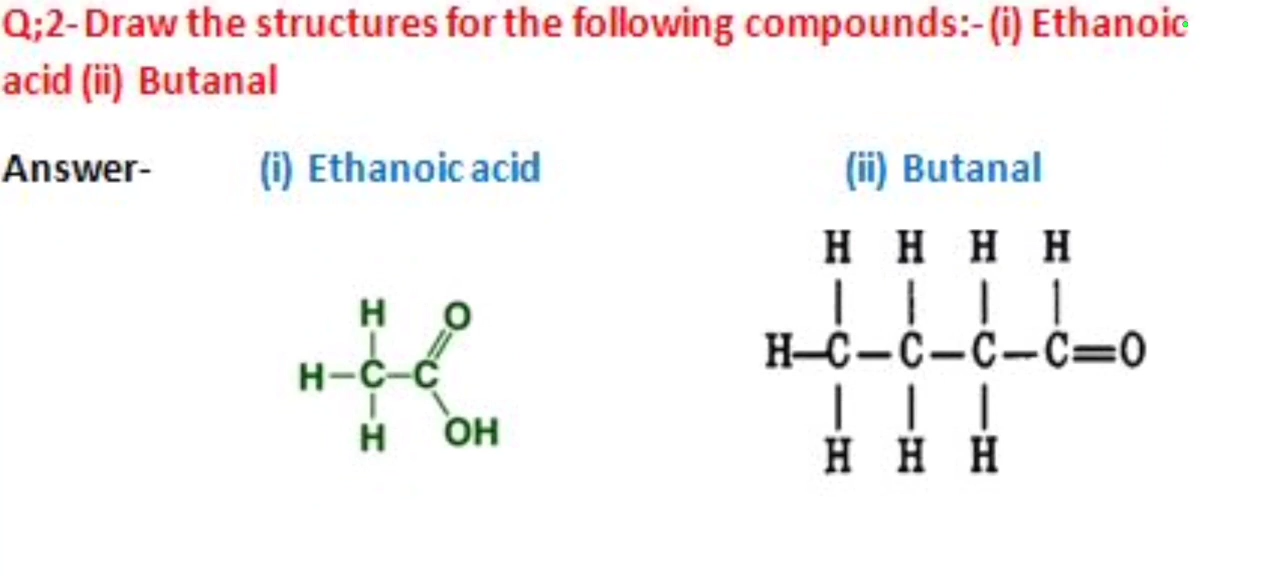 Q;2- Draw the structures for the following compounds:- (i) Ethanoic
acid (ii) Butanal
Answer- (i) Ethanoic acid (ii) Butanal
H H H H
H O
H-C-C H-C-C-C-C=O
H OH H H H